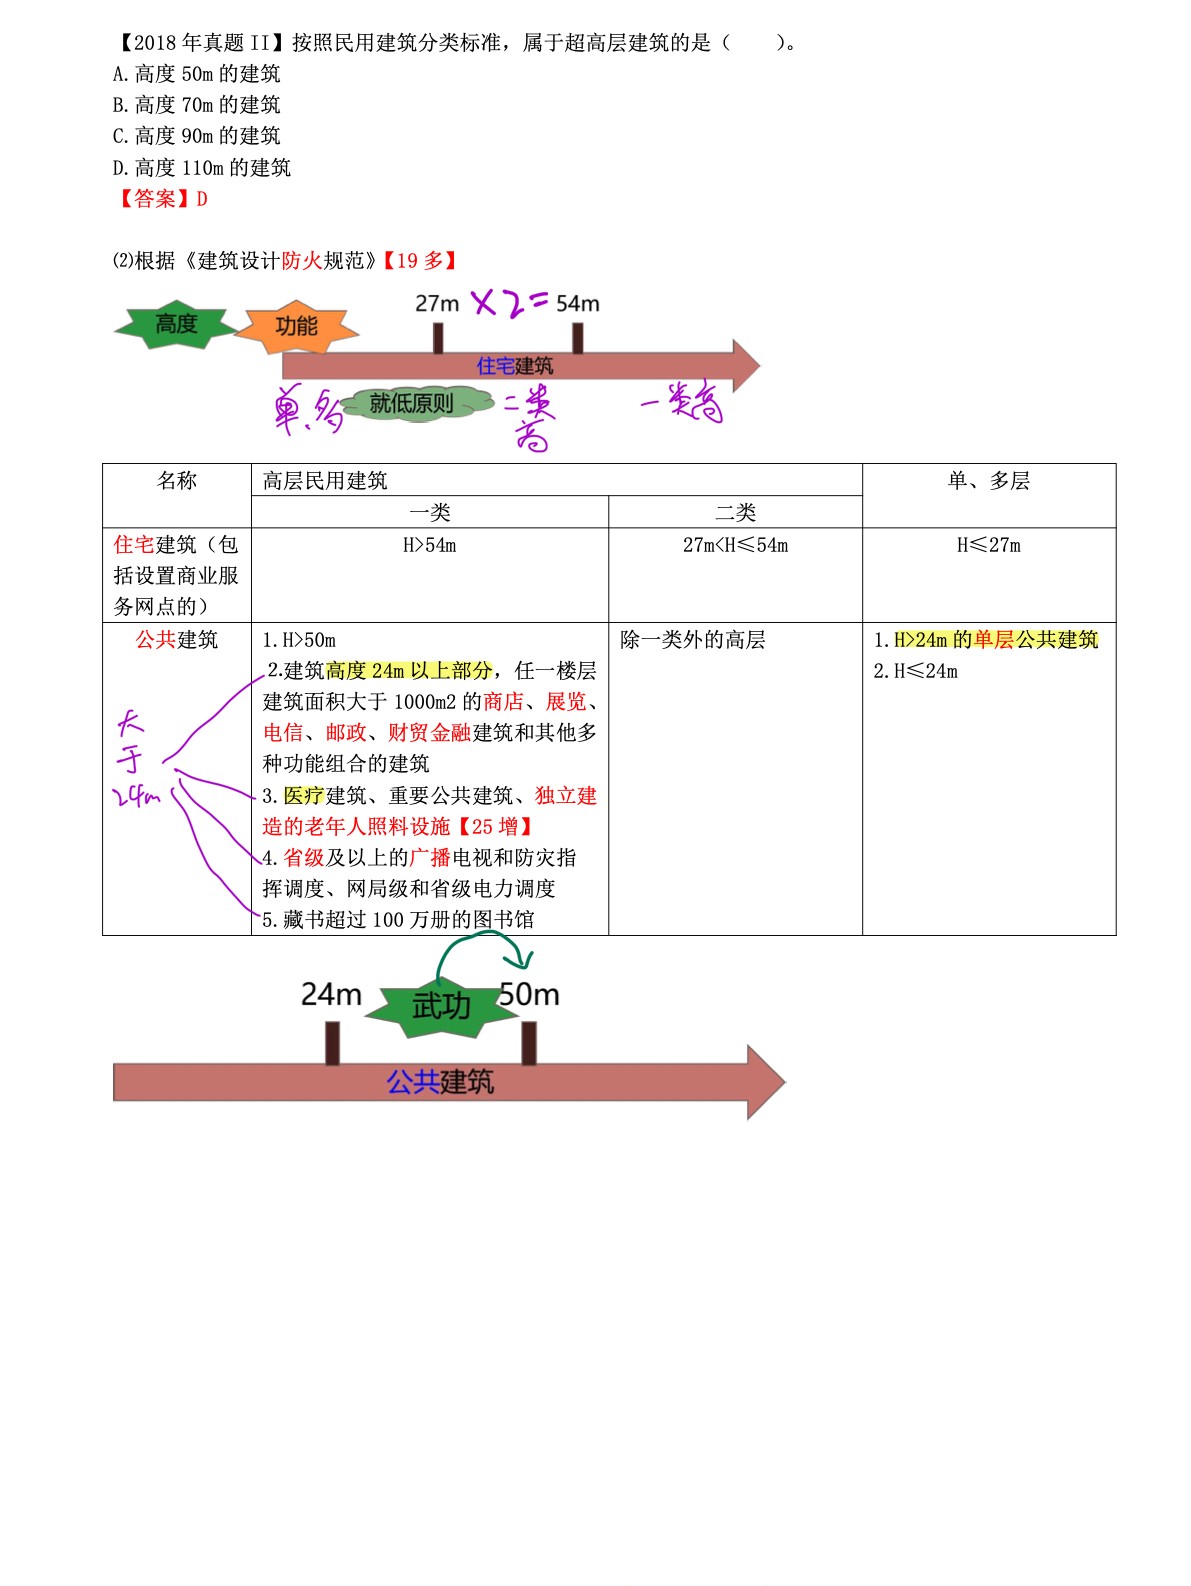 【2018 年真题 II】按照民用建筑分类标准，属于超高层建筑的是（　　）。
A.高度 50m 的建筑
B.高度 70m 的建筑
C.高度 90m 的建筑
D.高度 110m 的建筑
【答案】D
⑵根据《建筑设计防火规范》【19 多】
27m ×2= 54m
高度 功能
住宅建筑
单、多 就低原则 二类高 一类高
名称 高层民用建筑 单、多层
一类 二类
住宅建筑（包 H>54m 27m<H≤54m H≤27m
括设置商业服
务网点的）
公共建筑 1.H>50m 除一类外的高层 1.H>24m 的单层公共建筑
2.建筑高度 24m 以上部分，任一楼层 2.H≤24m
建筑面积大于 1000m2 的商店、展览、
电信、邮政、财贸金融建筑和其他多
种功能组合的建筑
3.医疗建筑、重要公共建筑、独立建
造的老年人照料设施【25 增】
4.省级及以上的广播电视和防灾指
挥调度、网局级和省级电力调度
5.藏书超过 100 万册的图书馆
大
于
24m
24m 武功 50m
公共建筑